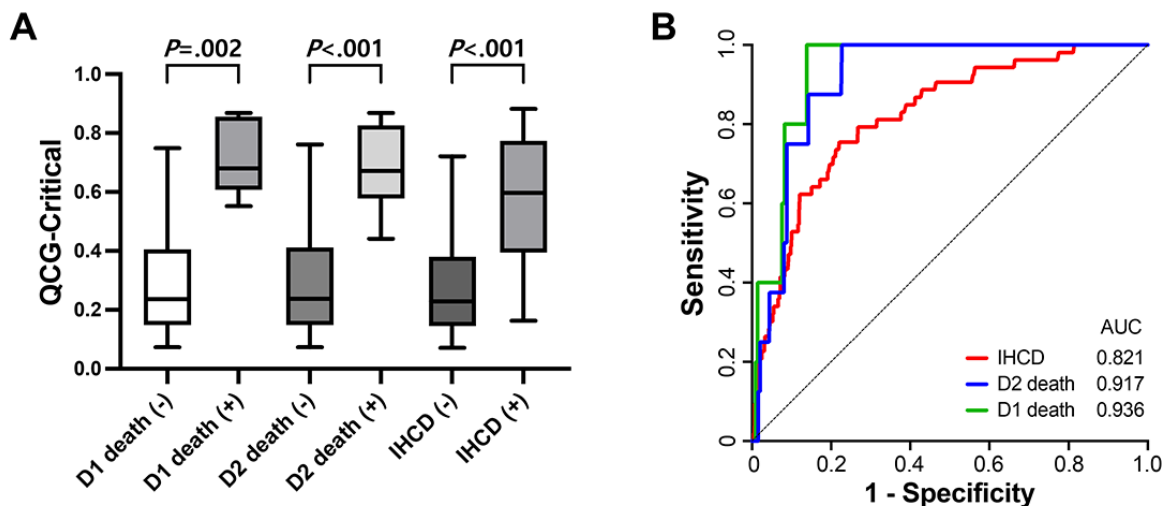 A
P=.002
P<.001
P<.001
QCG-Critical
1.0
0.8
0.6
0.4
0.2
0.0
D1 death (-)
D1 death (+)
D2 death (-)
D2 death (+)
IHCD (-)
IHCD (+)
B
Sensitivity
1.0
0.8
0.6
0.4
0.2
0
AUC
IHCD 0.821
D2 death 0.917
D1 death 0.936
0 0.2 0.4 0.6 0.8 1.0
1 - Specificity